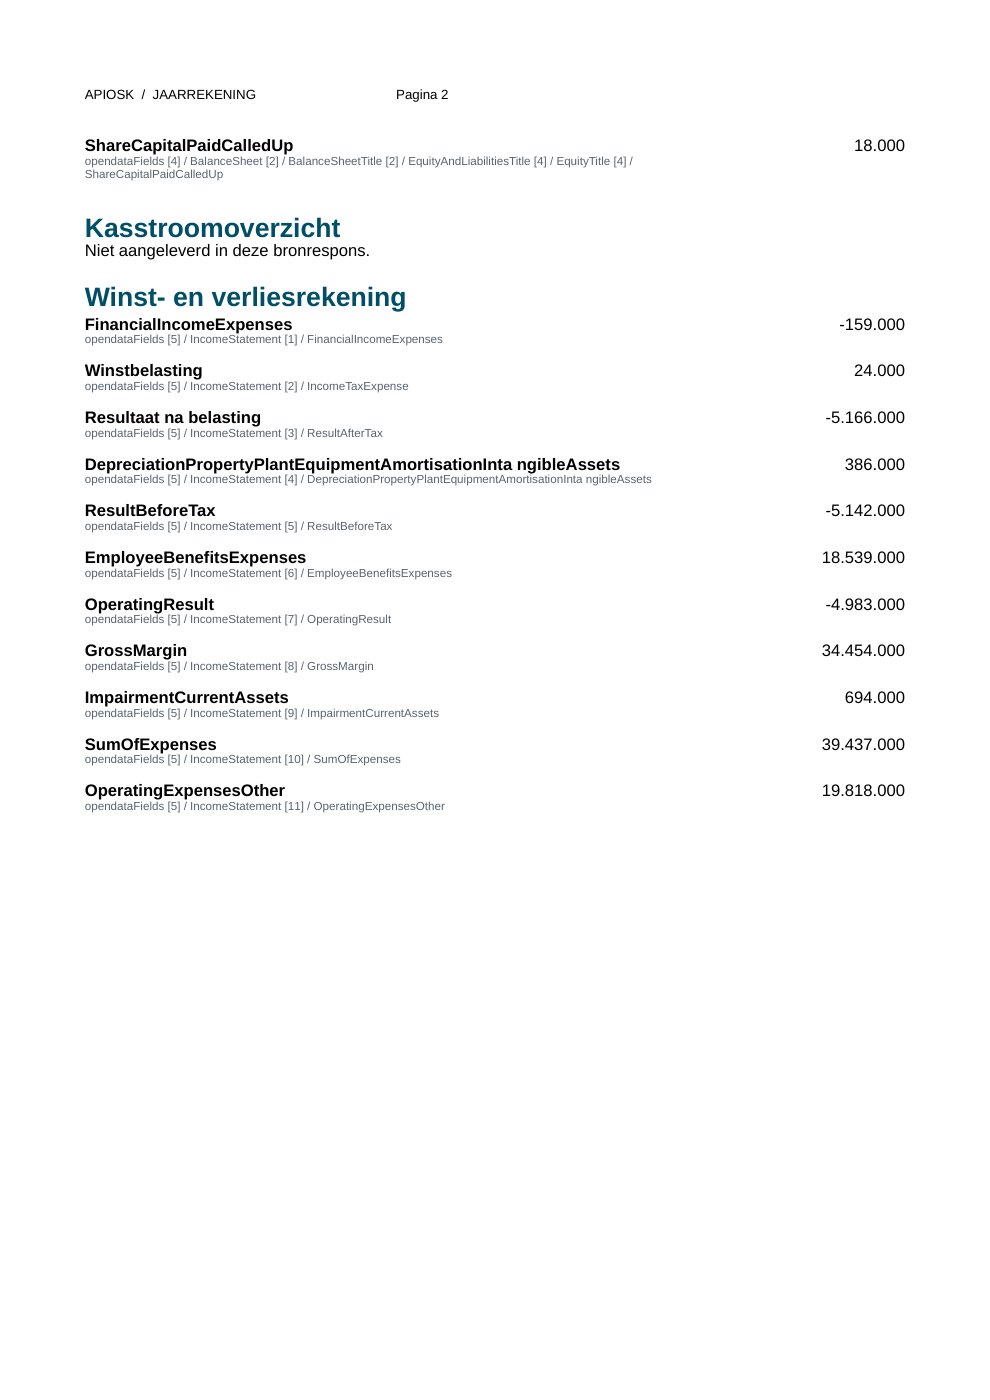 APIOSK / JAARREKENING Pagina 2
ShareCapitalPaidCalledUp 18.000
opendataFields [4] / BalanceSheet [2] / BalanceSheetTitle [2] / EquityAndLiabilitiesTitle [4] / EquityTitle [4] /
ShareCapitalPaidCalledUp
Kasstroomoverzicht
Niet aangeleverd in deze bronrespons.
Winst- en verliesrekening
FinancialIncomeExpenses -159.000
opendataFields [5] / IncomeStatement [1] / FinancialIncomeExpenses
Winstbelasting 24.000
opendataFields [5] / IncomeStatement [2] / IncomeTaxExpense
Resultaat na belasting -5.166.000
opendataFields [5] / IncomeStatement [3] / ResultAfterTax
DepreciationPropertyPlantEquipmentAmortisationInta ngibleAssets 386.000
opendataFields [5] / IncomeStatement [4] / DepreciationPropertyPlantEquipmentAmortisationInta ngibleAssets
ResultBeforeTax -5.142.000
opendataFields [5] / IncomeStatement [5] / ResultBeforeTax
EmployeeBenefitsExpenses 18.539.000
opendataFields [5] / IncomeStatement [6] / EmployeeBenefitsExpenses
OperatingResult -4.983.000
opendataFields [5] / IncomeStatement [7] / OperatingResult
GrossMargin 34.454.000
opendataFields [5] / IncomeStatement [8] / GrossMargin
ImpairmentCurrentAssets 694.000
opendataFields [5] / IncomeStatement [9] / ImpairmentCurrentAssets
SumOfExpenses 39.437.000
opendataFields [5] / IncomeStatement [10] / SumOfExpenses
OperatingExpensesOther 19.818.000
opendataFields [5] / IncomeStatement [11] / OperatingExpensesOther